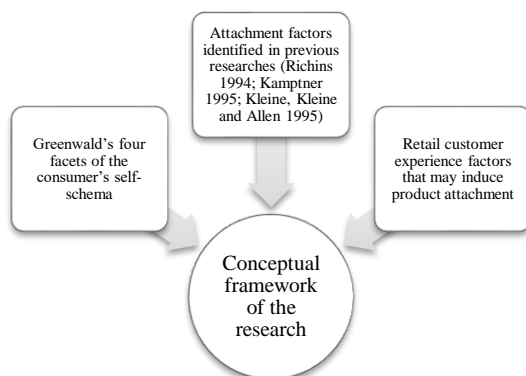 Attachment factors
identified in previous
researches (Richins
1994; Kamptner
1995; Kleine, Kleine
and Allen 1995)
Greenwald's four
facets of the
consumer's self-
schema
Retail customer
experience factors
that may induce
product attachment
Conceptual
framework
of the
research